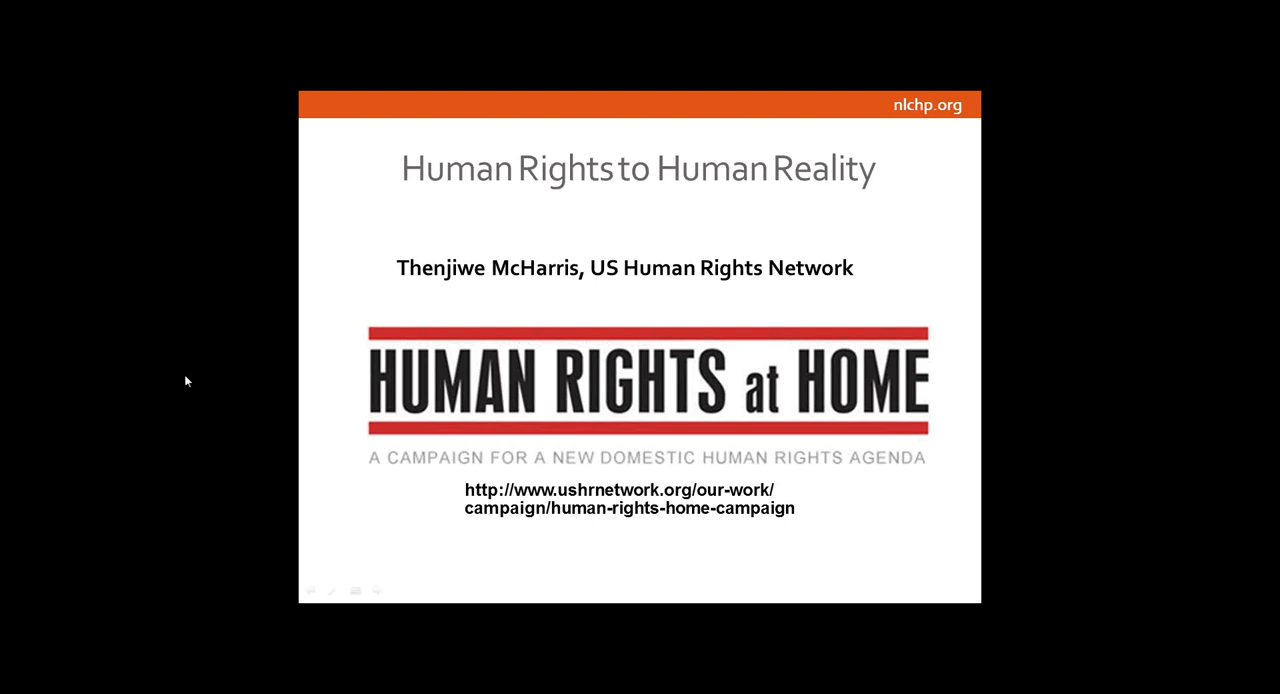 nlchp.org
Human Rights to Human Reality
Thenjiwe McHarris, US Human Rights Network
HUMAN RIGHTS at HOME
A CAMPAIGN FOR A NEW DOMESTIC HUMAN RIGHTS AGENDA
http://www.ushrnetwork.org/our-work/
campaign/human-rights-home-campaign